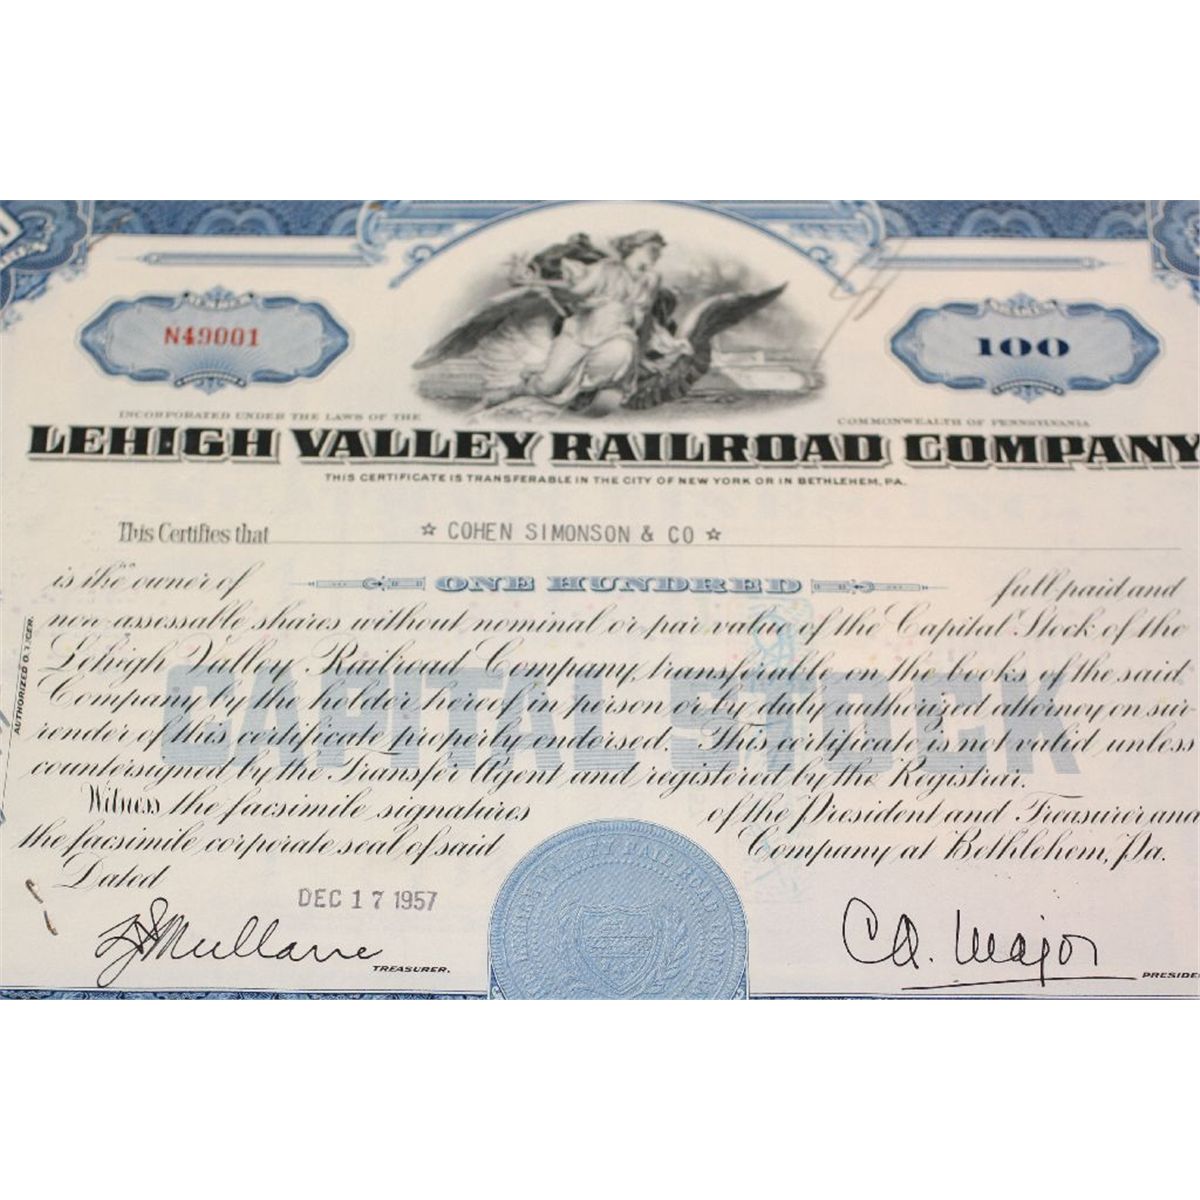 N49001
100
INCORPORATED UNDER THE LAWS OF THE COMMONWEALTH OF PENNSYLVANIA
LEHIGH VALLEY RAILROAD COMPANY
THIS CERTIFICATE IS TRANSFERABLE IN THE CITY OF NEW YORK OR IN BETHLEHEM, PA.
This Certifies that ☆ COHEN SIMONSON & CO ☆
is the owner of ONE HUNDRED full-paid and
non-assessable shares without nominal or par value of the Capital Stock of the
Lehigh Valley Railroad Company, transferable on the books of the said
Company by the holder hereof in person or by duly authorized attorney on sur-
render of this certificate properly endorsed. This certificate is not valid unless
countersigned by the Transfer Agent and registered by the Registrar.
CAPITAL STOCK
Witness the facsimile signatures of the President and Treasurer and
the facsimile corporate seal of said Company at Bethlehem, Pa.
Dated
DEC 17 1957
Mullane
TREASURER.
C A. Major
PRESIDE
LEHIGH VALLEY RAILROAD COMPANY
AUTHORIZED